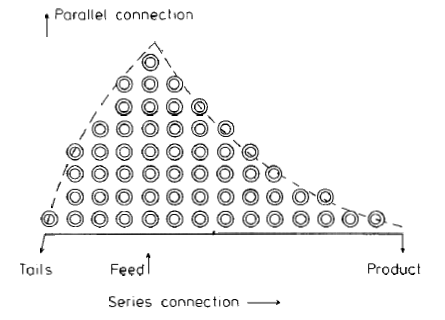 Parallel connection
Tails
Feed
Product
Series connection